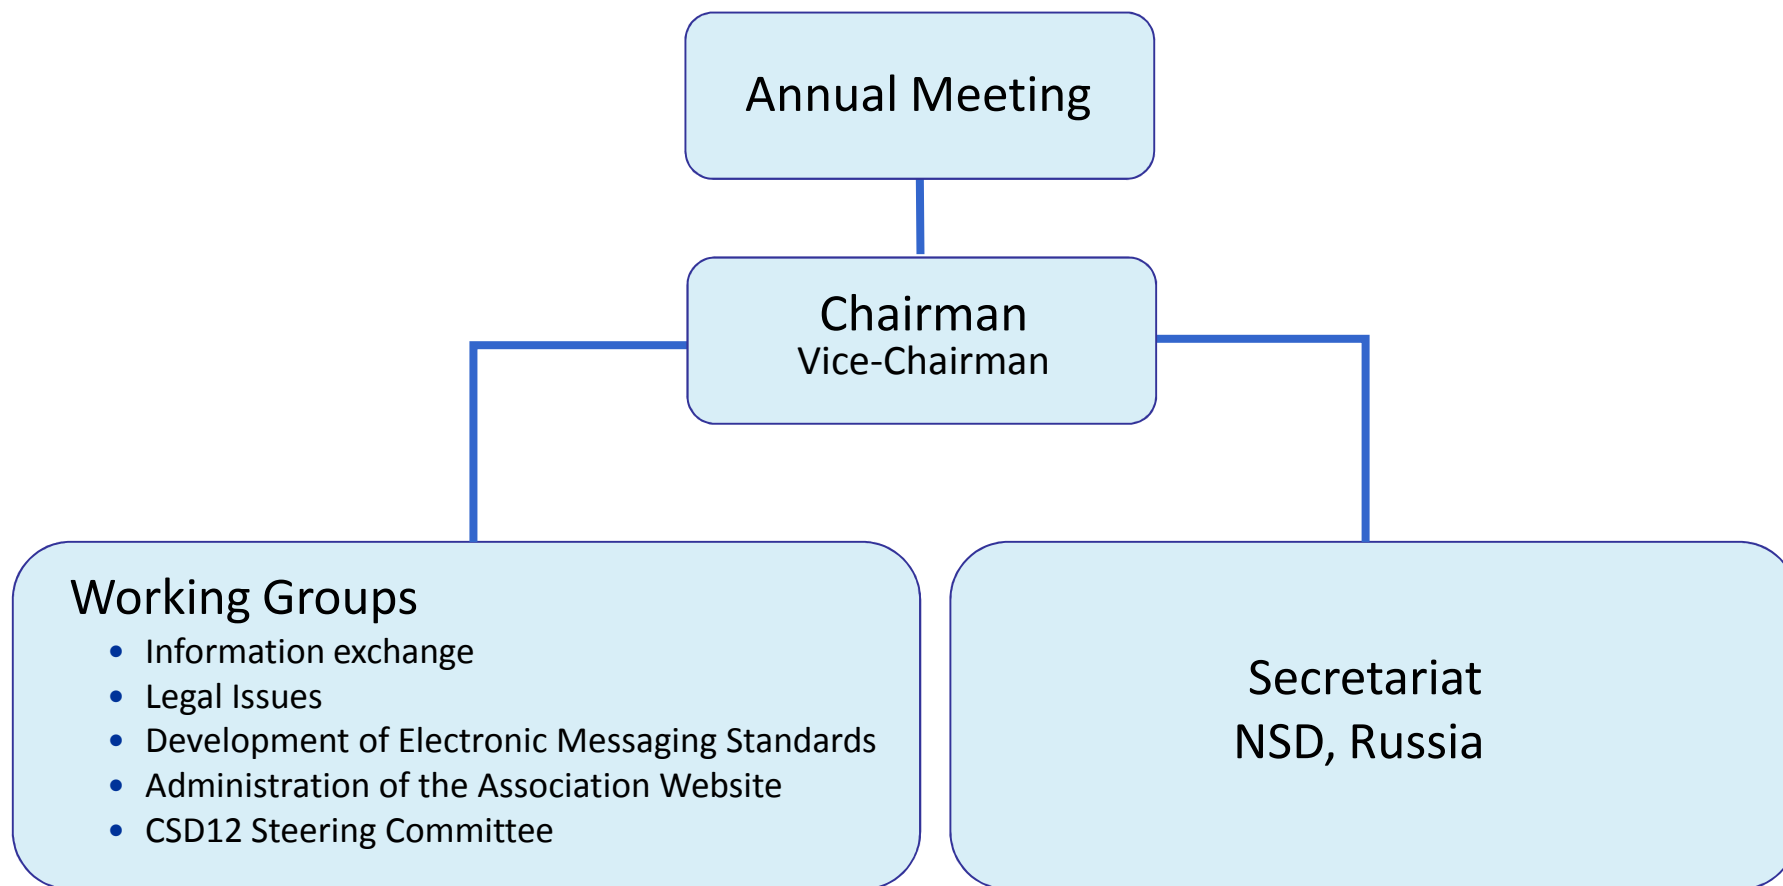 Annual Meeting
Chairman
Vice-Chairman
Working Groups
• Information exchange
• Legal Issues
• Development of Electronic Messaging Standards
• Administration of the Association Website
• CSD12 Steering Committee
Secretariat
NSD, Russia